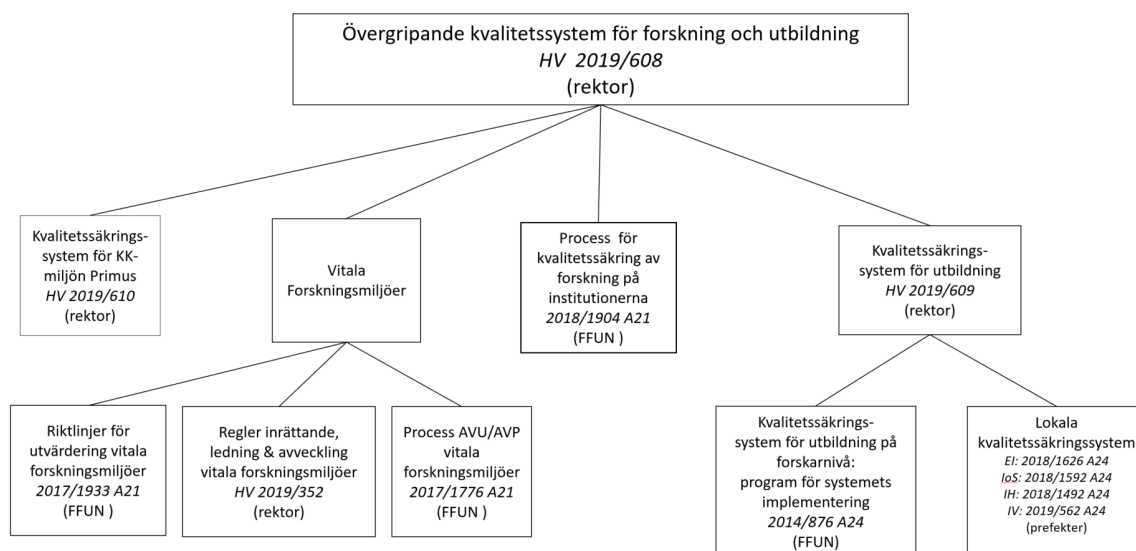 Övergripande kvalitetssystem för forskning och utbildning
HV 2019/608
(rektor)
Kvalitetssäkrings-
system för KK-
miljön Primus
HV 2019/610
(rektor)
Vitala
Forskningsmiljöer
Process för
kvalitetssäkring av
forskning på
institutionerna
2018/1904 A21
(FFUN )
Kvalitetssäkrings-
system för utbildning
HV 2019/609
(rektor)
Riktlinjer för
utvärdering vitala
forskningsmiljöer
2017/1933 A21
(FFUN )
Regler inrättande,
ledning & avveckling
vitala forskningsmiljöer
HV 2019/352
(rektor)
Process AVU/AVP
vitala
forskningsmiljöer
2017/1776 A21
(FFUN )
Kvalitetssäkrings-
system för utbildning på
forskarnivå:
program för systemets
implementering
2014/876 A24
(FFUN)
Lokala
kvalitetssäkringssystem
EI: 2018/1626 A24
IoS: 2018/1592 A24
IH: 2018/1492 A24
IV: 2019/562 A24
(prefekter)